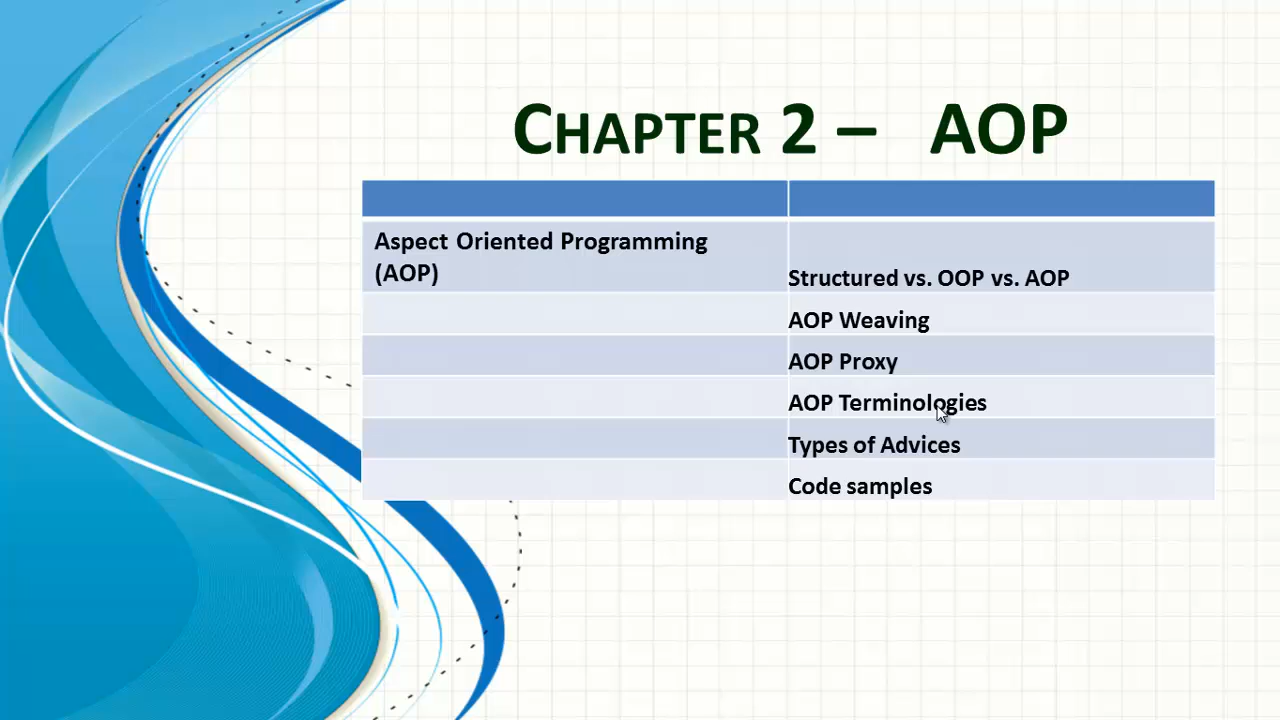 CHAPTER 2 – AOP
Aspect Oriented Programming
(AOP)
Structured vs. OOP vs. AOP
AOP Weaving
AOP Proxy
AOP Terminologies
Types of Advices
Code samples